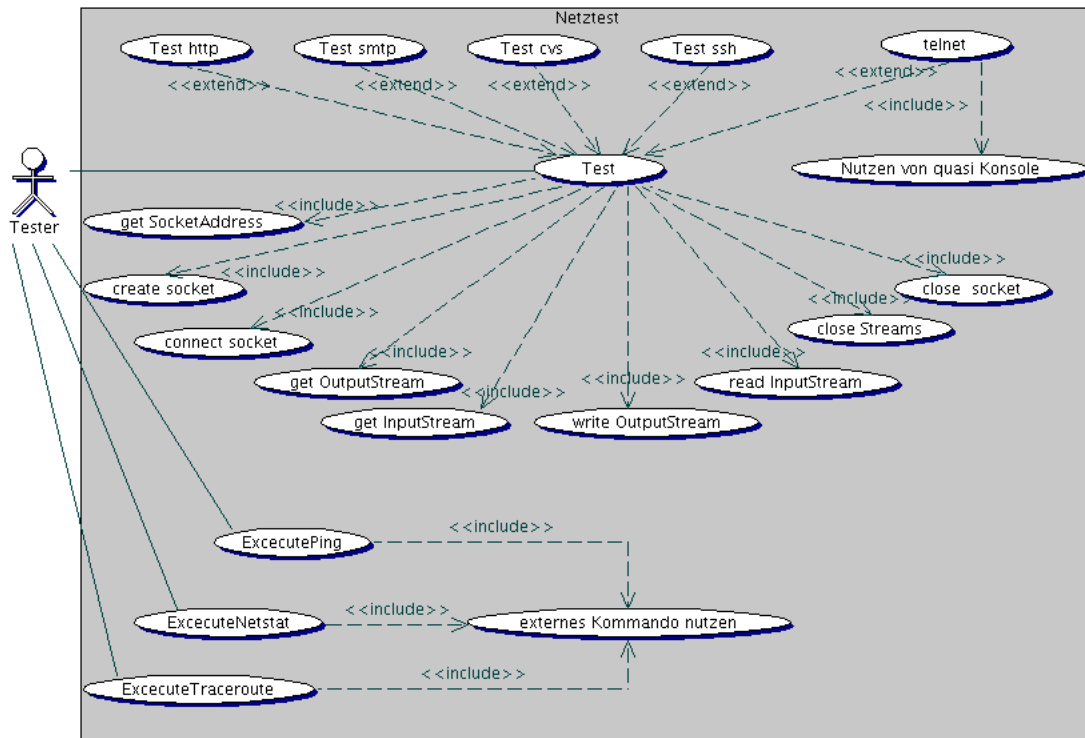 Netztest
Test http
Test smtp
Test cvs
Test ssh
telnet
<<extend>>
<<extend>>
<<extend>>
<<extend>>
<<extend>>
<<include>>
Test
Nutzen von quasi Konsole
Tester
<<include>>
get SocketAddress
<<include>>
create socket
<<include>>
close  socket
<<include>>
connect socket
<<include>>
close Streams
<<include>>
get OutputStream
<<include>>
read InputStream
<<include>>
get InputStream
<<include>>
write OutputStream
<<include>>
ExcecutePing
<<include>>
ExcecuteNetstat
<<include>>
externes Kommando nutzen
<<include>>
ExcecuteTraceroute